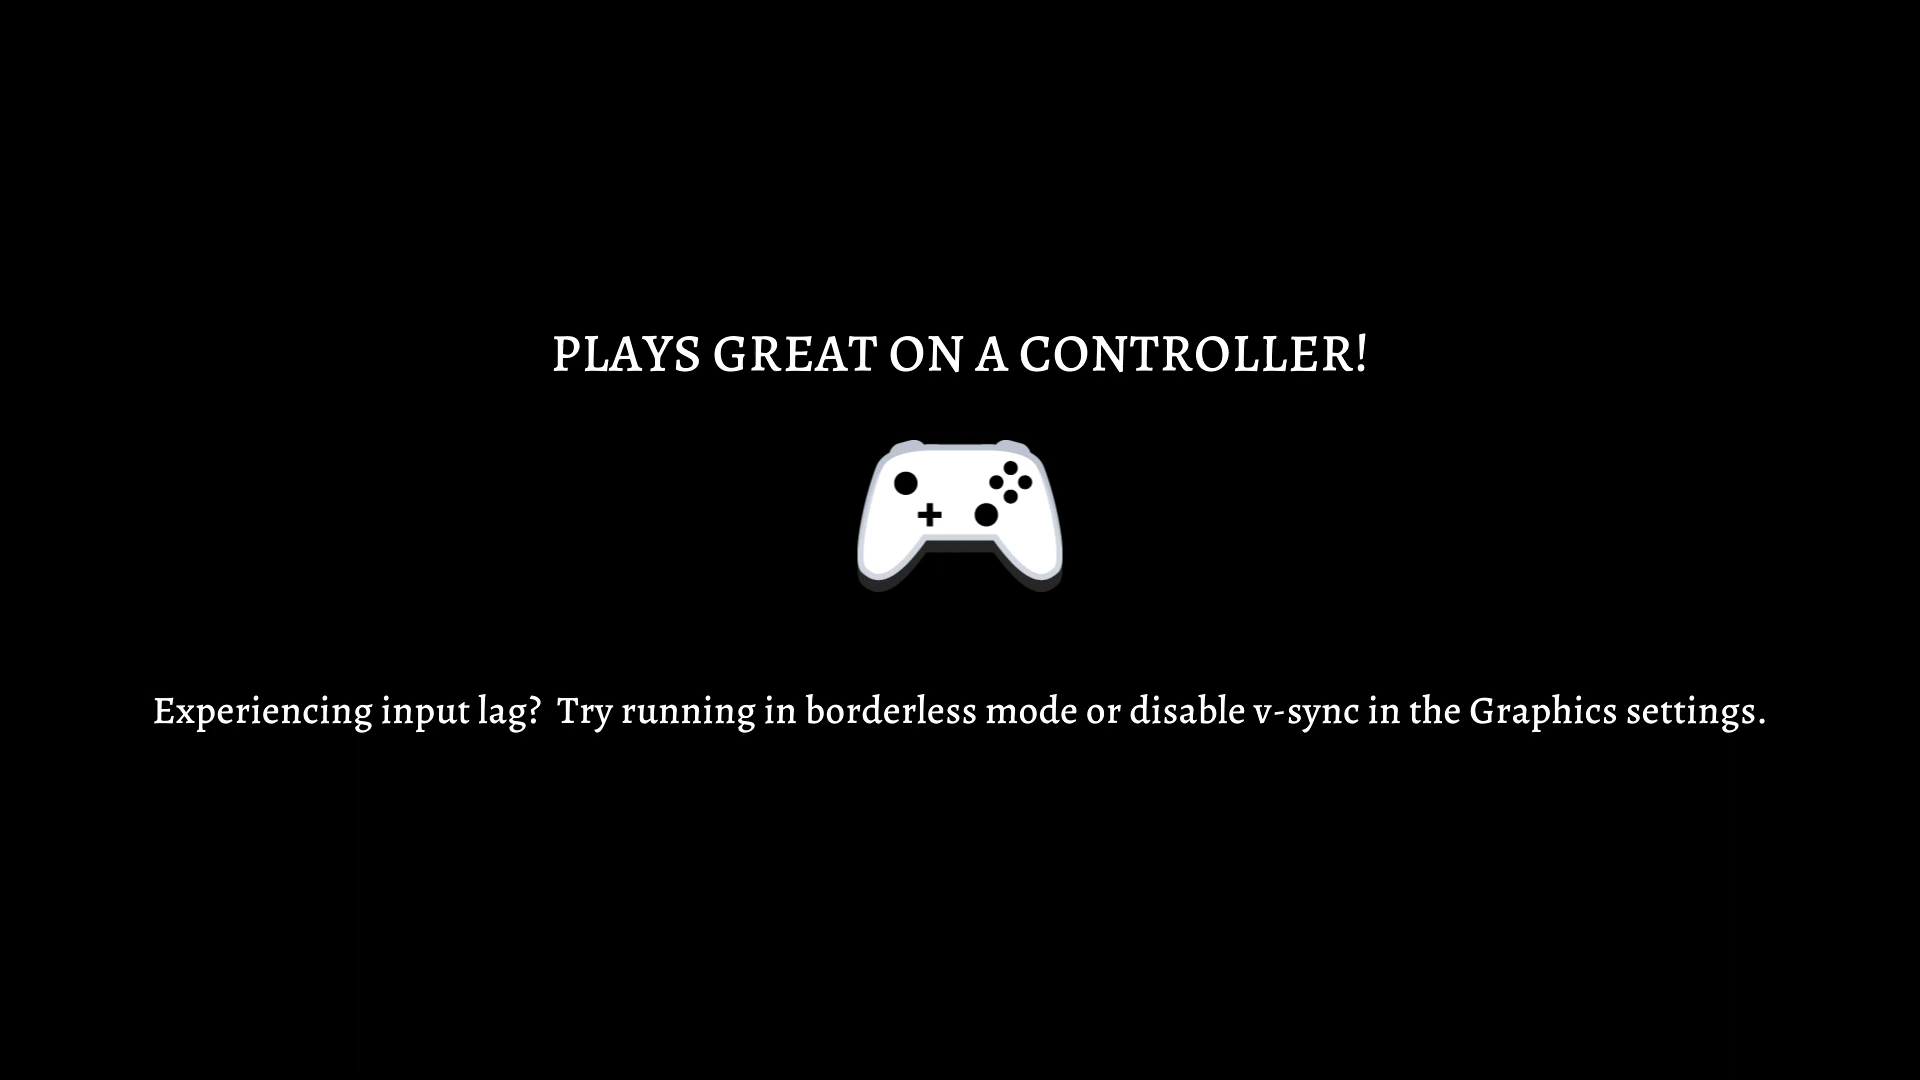 PLAYS GREAT ON A CONTROLLER!
Experiencing input lag?  Try running in borderless mode or disable v-sync in the Graphics settings.